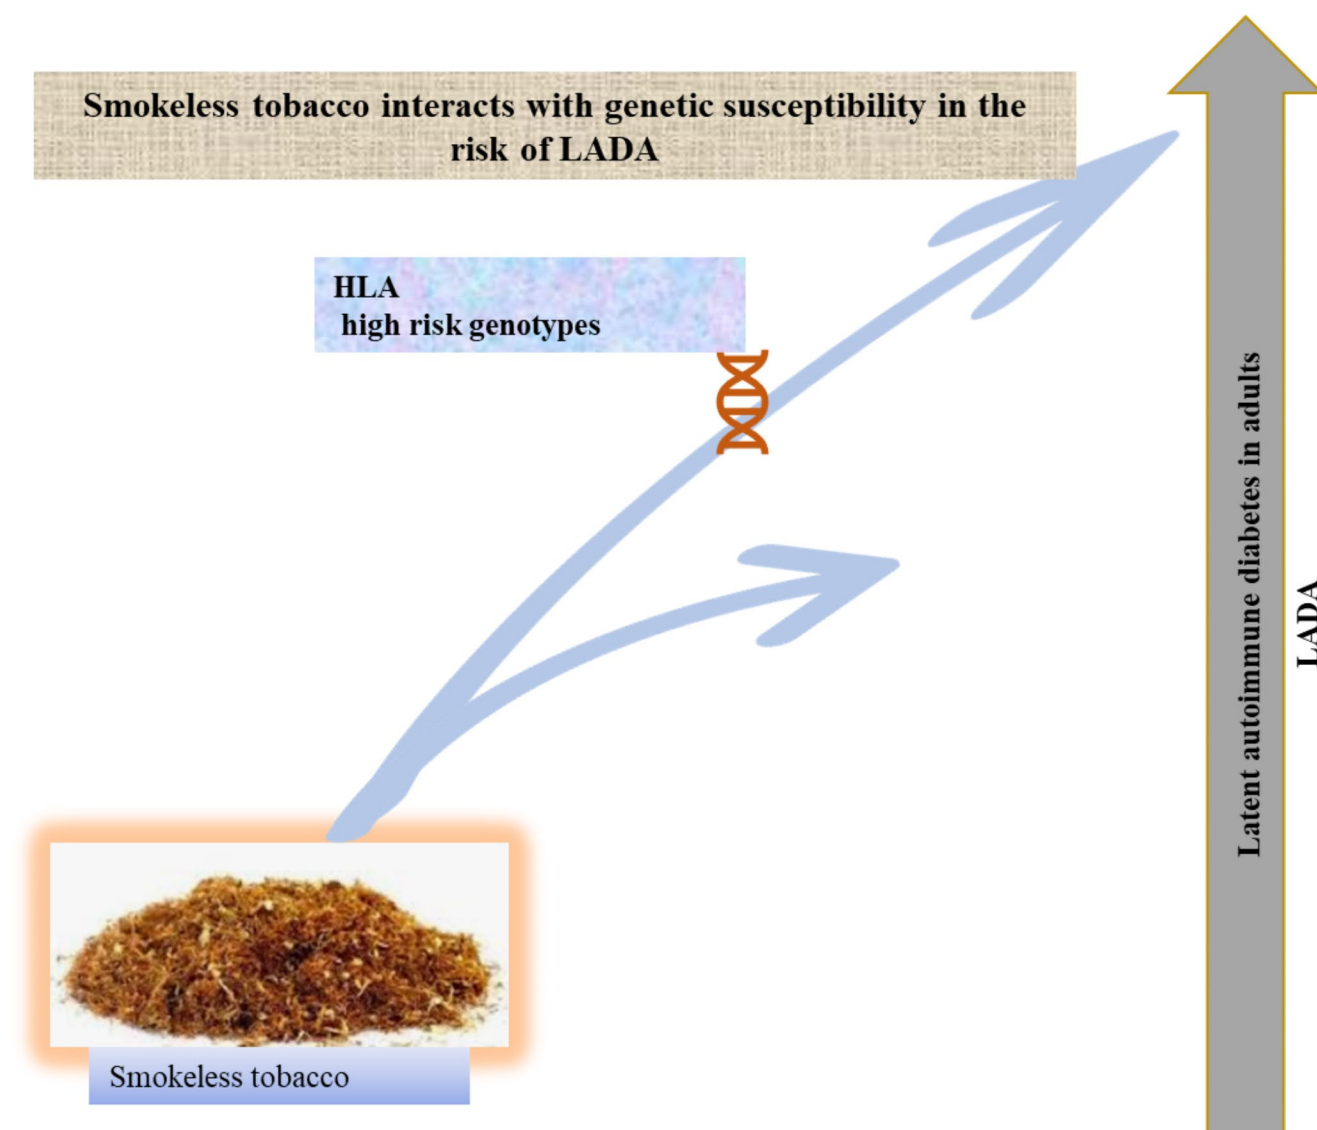 Smokeless tobacco interacts with genetic susceptibility in the
risk of LADA
HLA
high risk genotypes
Latent autoimmune diabetes in adults
LADA
Smokeless tobacco